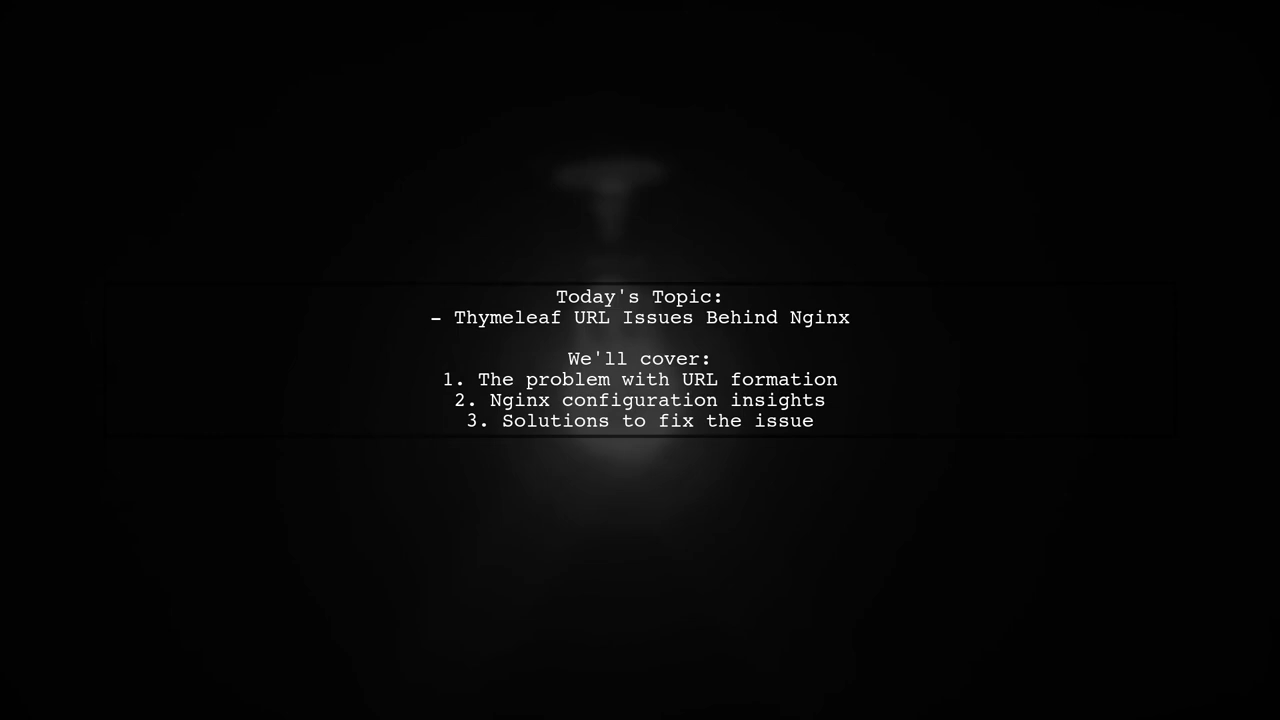 Today's Topic:
– Thymeleaf URL Issues Behind Nginx
We'll cover:
1. The problem with URL formation
2. Nginx configuration insights
3. Solutions to fix the issue